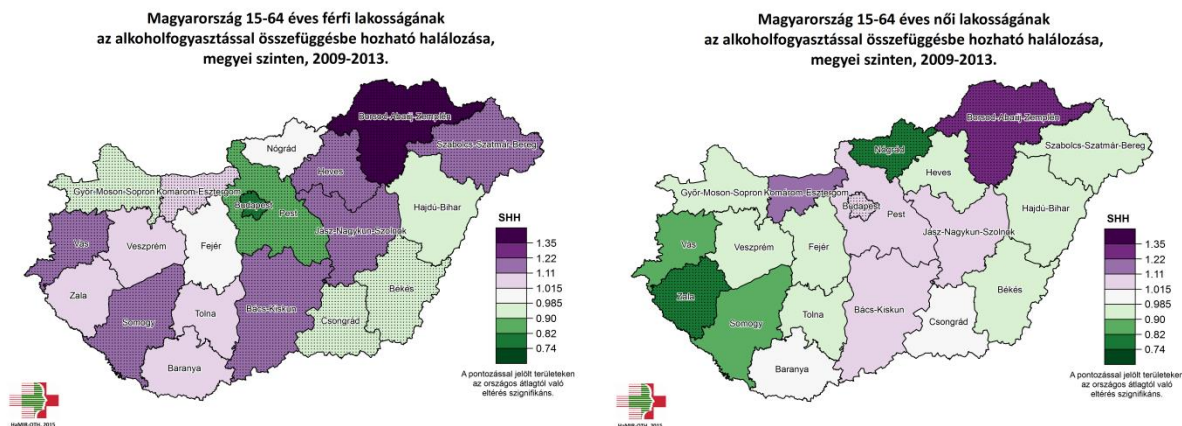 Magyarország 15-64 éves férfi lakosságának
az alkoholfogyasztással összefüggésbe hozható halálozása,
megyei szinten, 2009-2013.
Borsod-Abaúj-Zemplén
Szabolcs-Szatmár-Bereg
Nógrád
Heves
Győr-Moson-Sopron
Komárom-Esztergom
Budapest
Pest
Hajdú-Bihar
Jász-Nagykun-Szolnok
Vas
Veszprém
Fejér
Zala
Somogy
Tolna
Bács-Kiskun
Békés
Csongrád
Baranya
SHH
1.35
1.22
1.11
1.015
0.985
0.90
0.82
0.74
A pontozással jelölt területeken
az országos átlagtól való
eltérés szignifikáns.
HaMIR-OTH, 2015
Magyarország 15-64 éves női lakosságának
az alkoholfogyasztással összefüggésbe hozható halálozása,
megyei szinten, 2009-2013.
Borsod-Abaúj-Zemplén
Szabolcs-Szatmár-Bereg
Nógrád
Heves
Győr-Moson-Sopron
Komárom-Esztergom
Budapest
Pest
Hajdú-Bihar
Jász-Nagykun-Szolnok
Vas
Veszprém
Fejér
Zala
Somogy
Tolna
Bács-Kiskun
Békés
Csongrád
Baranya
SHH
1.35
1.22
1.11
1.015
0.985
0.90
0.82
0.74
A pontozással jelölt területeken
az országos átlagtól való
eltérés szignifikáns.
HaMIR-OTH, 2015